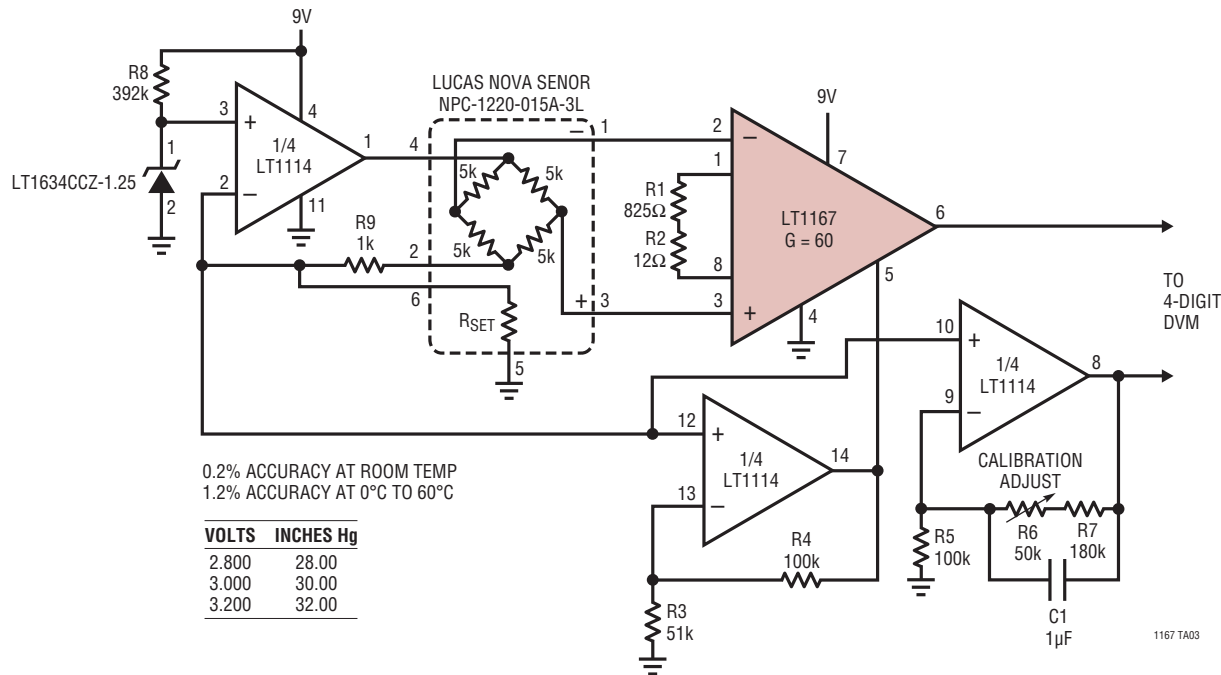 9V
R8
392k
LT1634CCZ-1.25
1
2
3
+
2
−
1/4
LT1114
4
11
1
R9
1k
LUCAS NOVA SENOR
NPC-1220-015A-3L
4
2
6
5k
5k
5k
5k
RSET
5
−
1
+
3
2
−
1
R1
825Ω
R2
12Ω
8
3
+
LT1167
G = 60
9V
7
4
5
6
TO
4-DIGIT
DVM
10
+
9
−
1/4
LT1114
8
12
+
13
−
1/4
LT1114
14
CALIBRATION
ADJUST
R5
100k
R6
50k
R7
180k
C1
1µF
R4
100k
R3
51k
0.2% ACCURACY AT ROOM TEMP
1.2% ACCURACY AT 0°C TO 60°C
VOLTS INCHES Hg
2.800 28.00
3.000 30.00
3.200 32.00
1167 TA03